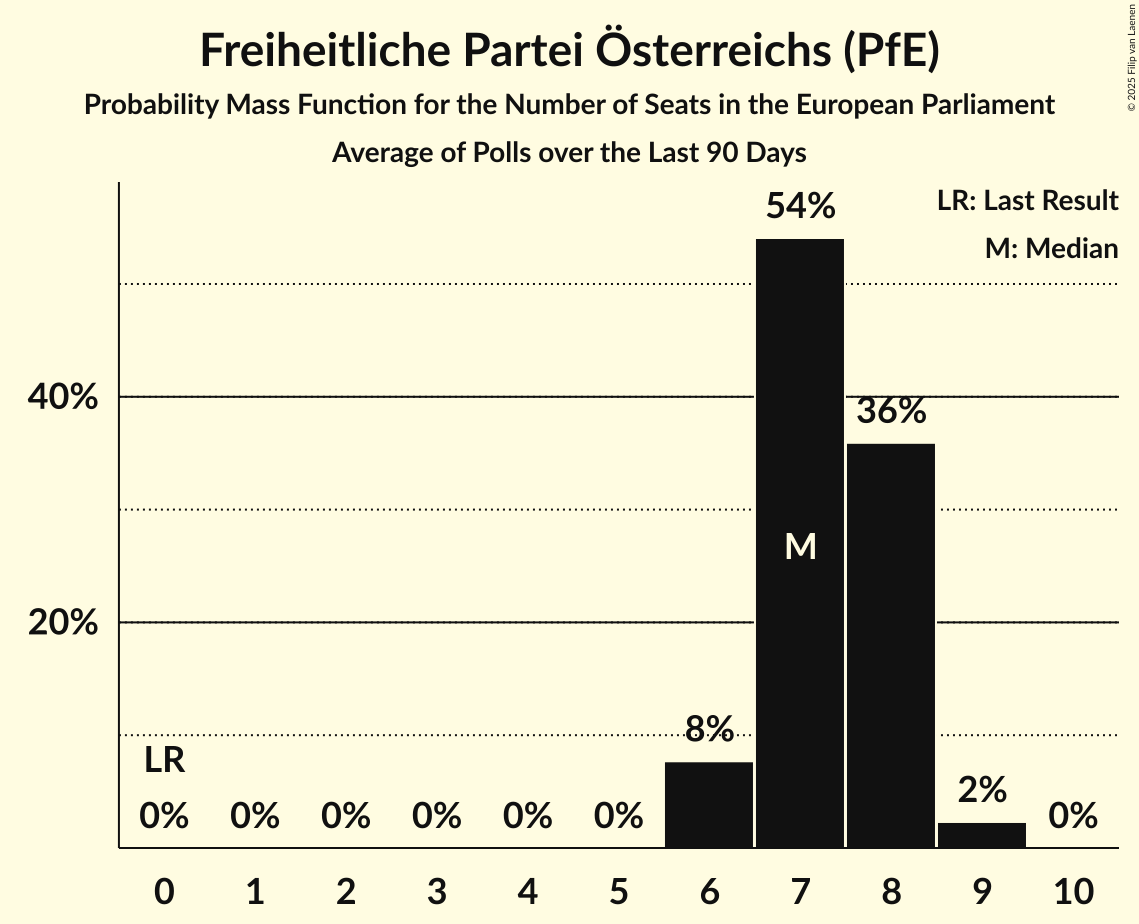 Freiheitliche Partei Österreichs (PfE)
Probability Mass Function for the Number of Seats in the European Parliament
Average of Polls over the Last 90 Days
© 2025 Filip van Laenen
LR: Last Result
M: Median
54%
40%
36%
M
20%
8%
LR
2%
0% 0% 0% 0% 0% 0% 0%
0 1 2 3 4 5 6 7 8 9 10